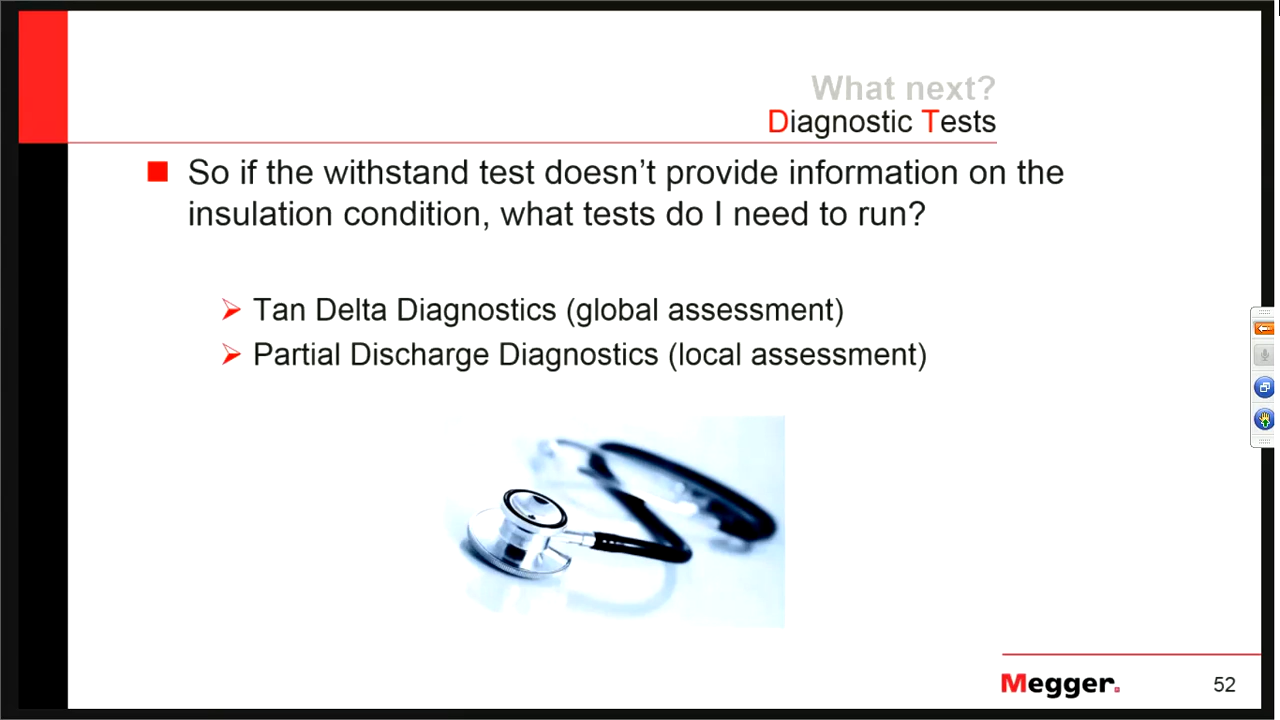 What next?
Diagnostic Tests
So if the withstand test doesn’t provide information on the
insulation condition, what tests do I need to run?
Tan Delta Diagnostics (global assessment)
Partial Discharge Diagnostics (local assessment)
Megger.
52